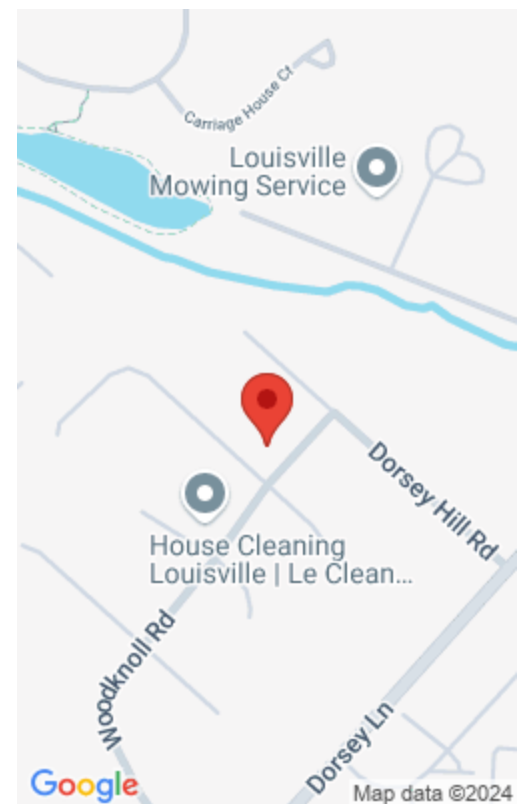 Carriage House Ct
Louisville
Mowing Service
Dorsey Hill Rd
House Cleaning
Louisville | Le Clean...
Woodknoll Rd
Dorsey Ln
Google
Map data ©2024